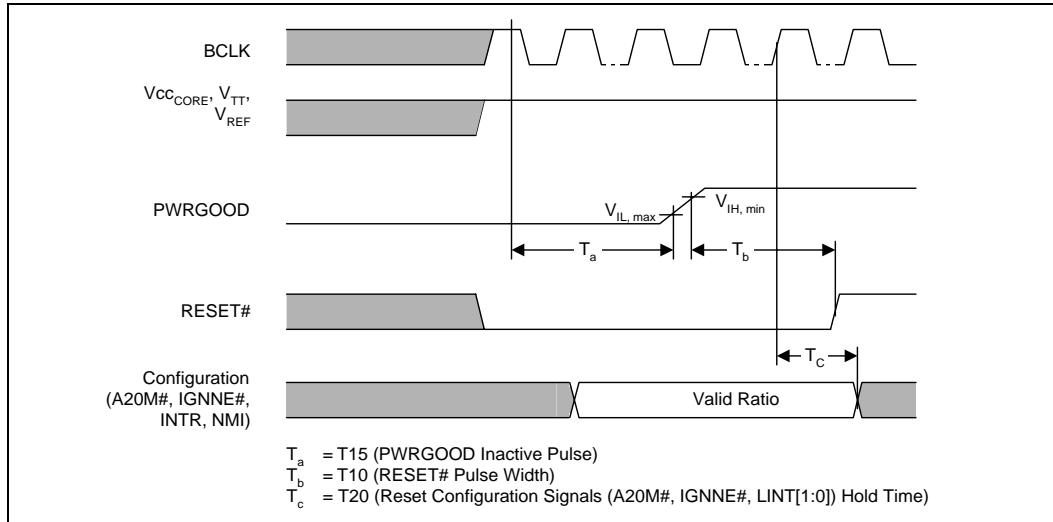 BCLK
VccCORE, VTT,
VREF
PWRGOOD
VIL, max
VIH, min
Ta
Tb
RESET#
TC
Configuration
(A20M#, IGNNE#,
INTR, NMI)
Valid Ratio
Ta = T15 (PWRGOOD Inactive Pulse)
Tb = T10 (RESET# Pulse Width)
Tc = T20 (Reset Configuration Signals (A20M#, IGNNE#, LINT[1:0]) Hold Time)